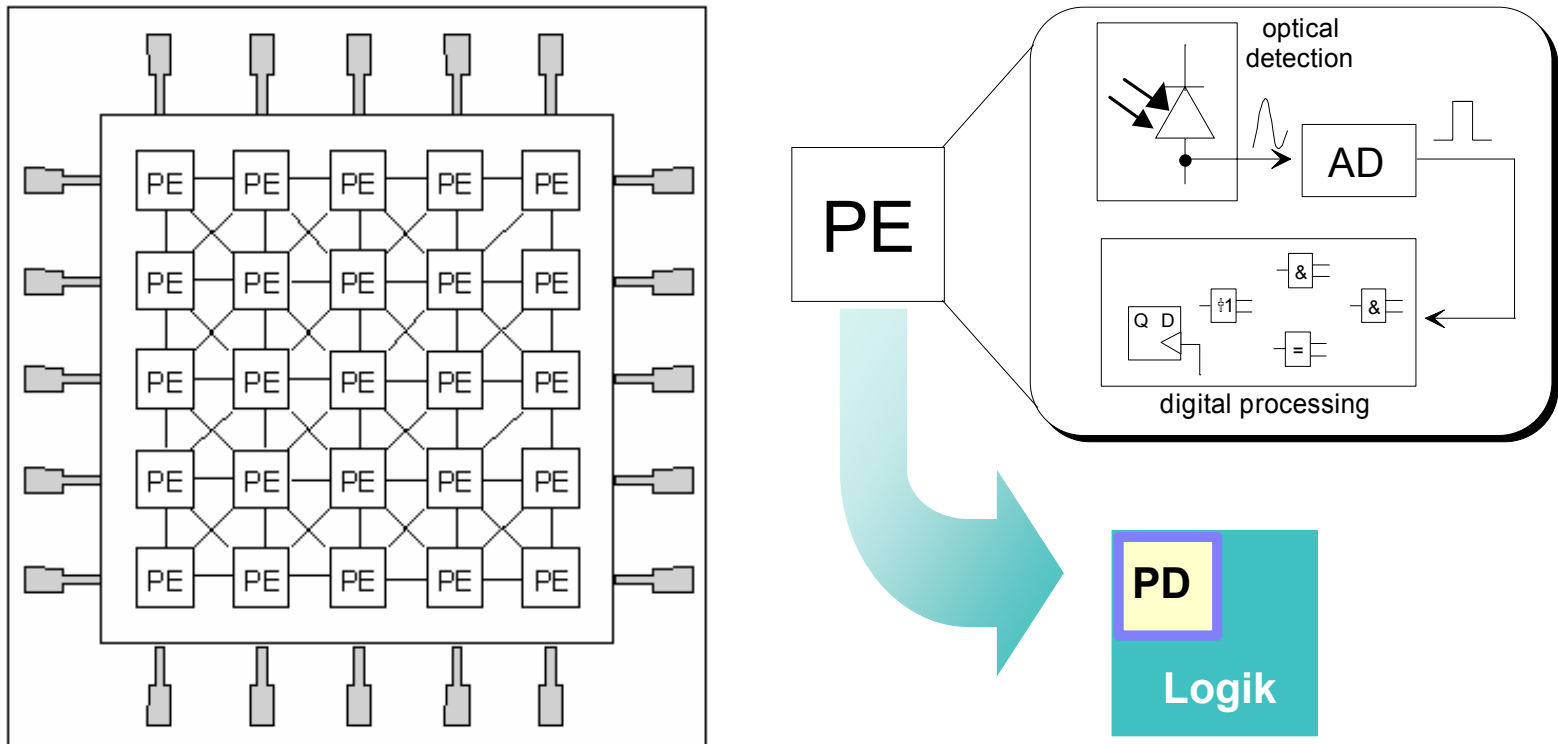 PE PE PE PE PE
PE PE PE PE PE
PE PE PE PE PE
PE PE PE PE PE
PE PE PE PE PE
PE
optical
detection
AD
&
‡1
&
Q D
=
digital processing
PD
Logik